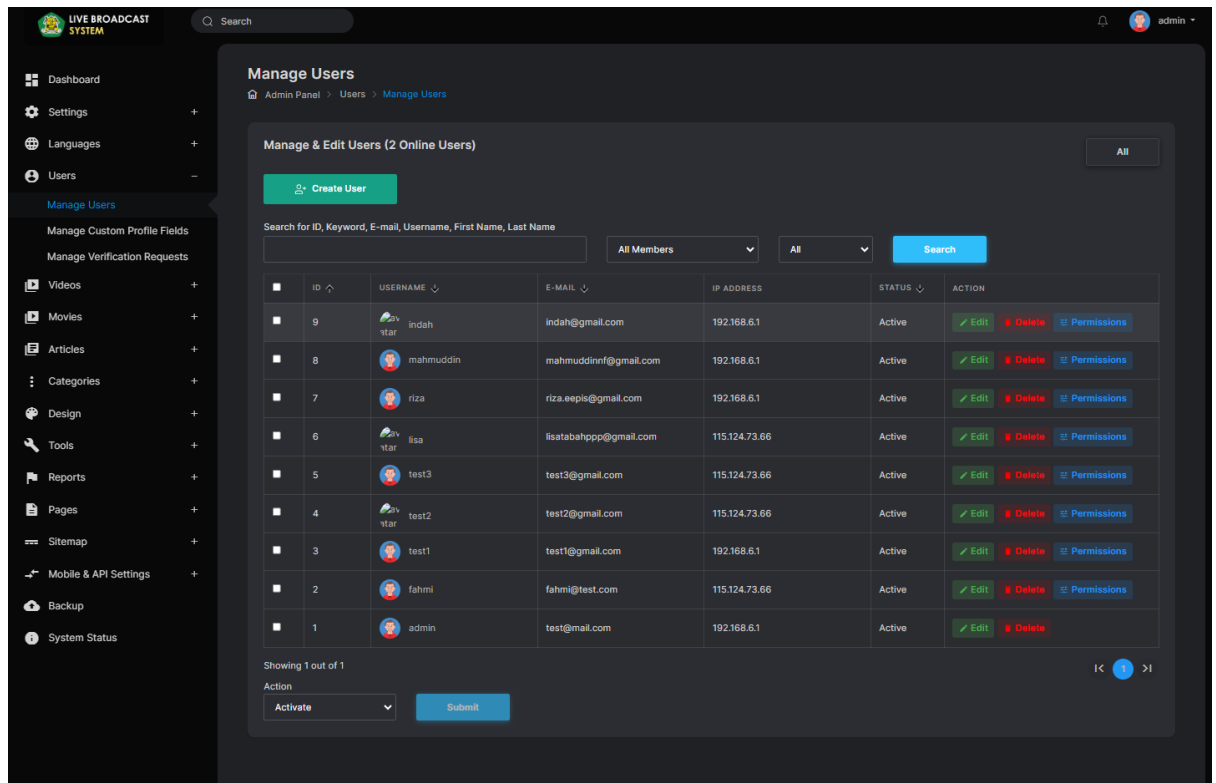 LIVE BROADCAST
SYSTEM
Search
admin
Dashboard
Settings +
Languages +
Users −
Manage Users
Manage Custom Profile Fields
Manage Verification Requests
Videos +
Movies +
Articles +
Categories +
Design +
Tools +
Reports +
Pages +
Sitemap +
Mobile & API Settings +
Backup
System Status
Manage Users
Admin Panel > Users > Manage Users
Manage & Edit Users (2 Online Users)
All
Create User
Search for ID, Keyword, E-mail, Username, First Name, Last Name
All Members All Search
ID USERNAME E-MAIL IP ADDRESS STATUS ACTION
9 avatar indah indah@gmail.com 192.168.6.1 Active Edit Delete Permissions
8 mahmuddin mahmuddinnf@gmail.com 192.168.6.1 Active Edit Delete Permissions
7 riza riza.eepis@gmail.com 192.168.6.1 Active Edit Delete Permissions
6 avatar lisa lisatabahppp@gmail.com 115.124.73.66 Active Edit Delete Permissions
5 test3 test3@gmail.com 115.124.73.66 Active Edit Delete Permissions
4 avatar test2 test2@gmail.com 115.124.73.66 Active Edit Delete Permissions
3 test1 test1@gmail.com 192.168.6.1 Active Edit Delete Permissions
2 fahmi fahmi@test.com 115.124.73.66 Active Edit Delete Permissions
1 admin test@mail.com 192.168.6.1 Active Edit Delete
Showing 1 out of 1
1
Action
Activate Submit